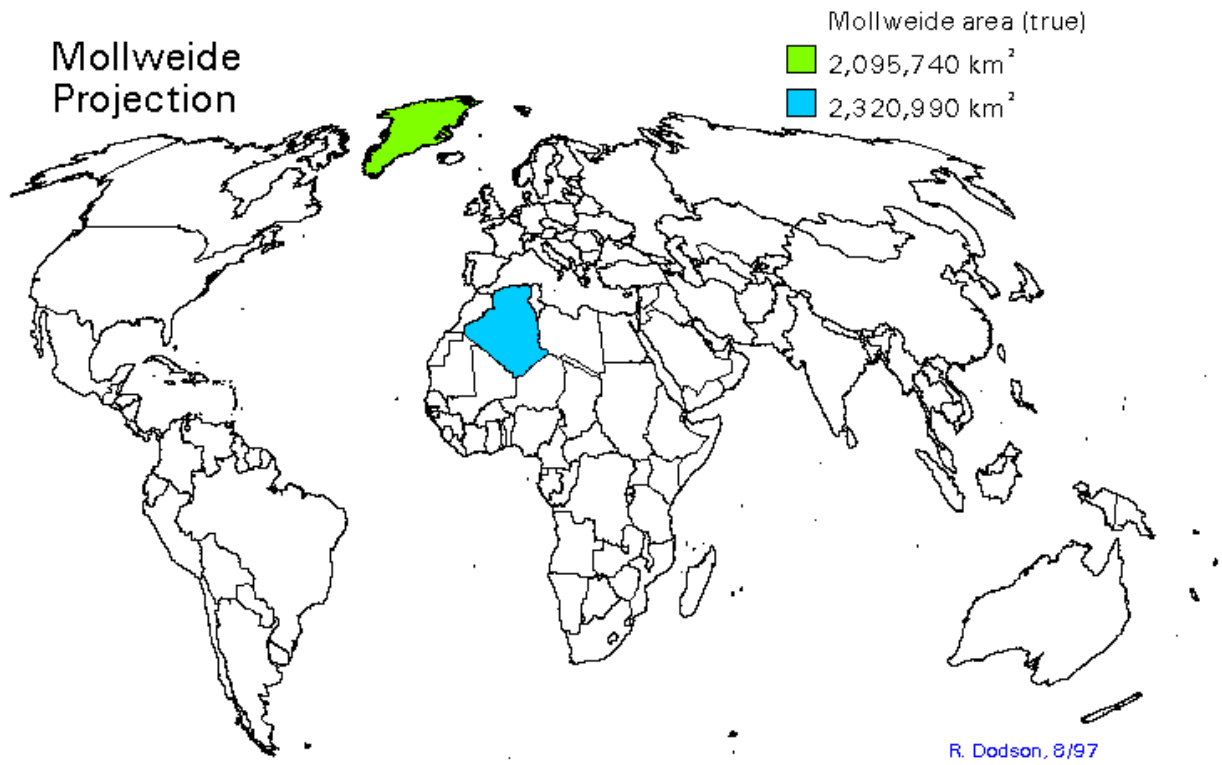 Mollweide
Projection
Mollweide area (true)
2,095,740 km²
2,320,990 km²
R. Dodson, 8/97